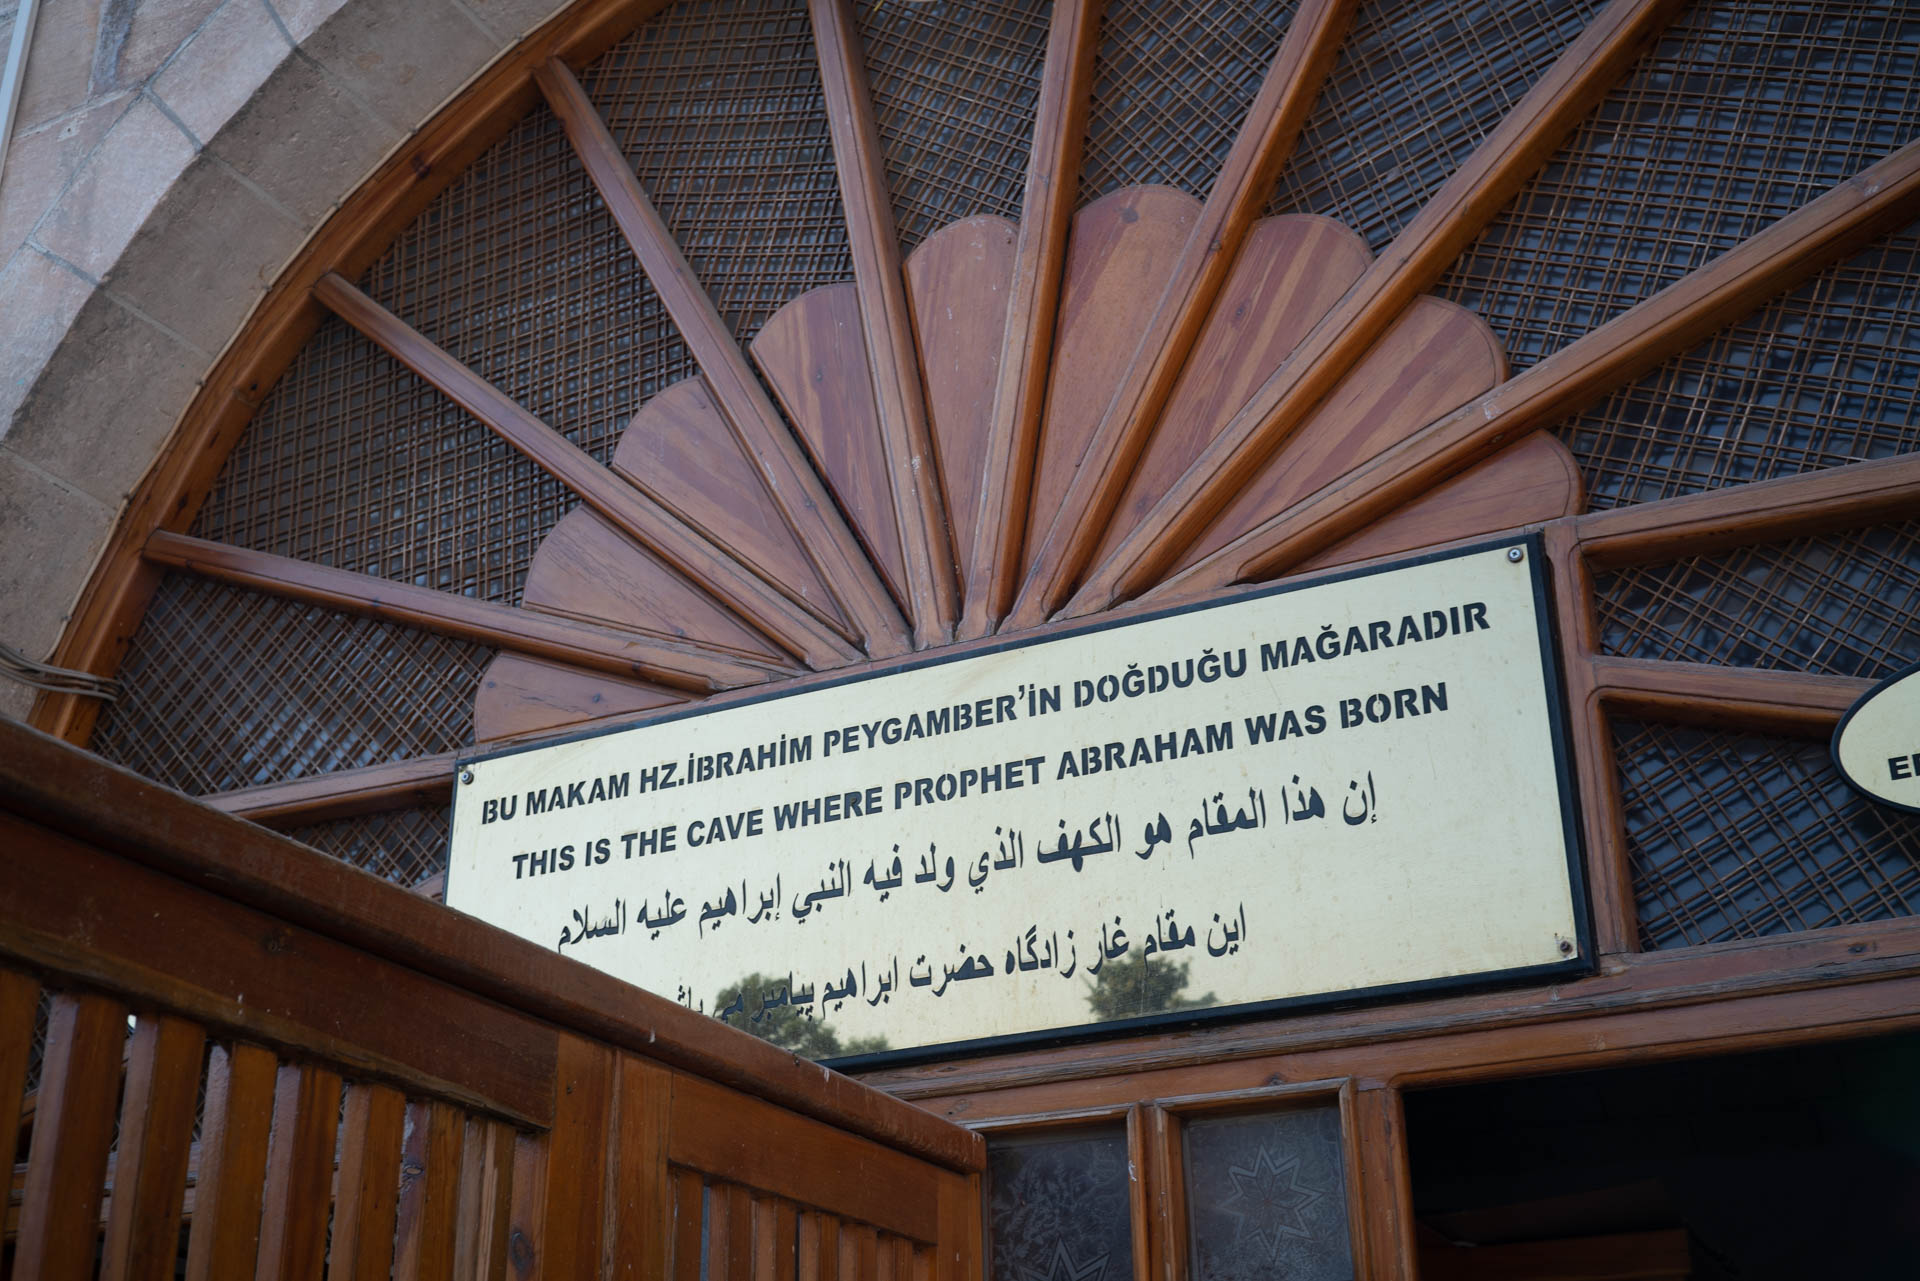 BU MAKAM HZ.İBRAHİM PEYGAMBER'İN DOĞDUĞU MAĞARADIR
THIS IS THE CAVE WHERE PROPHET ABRAHAM WAS BORN
إن هذا المقام هو الكهف الذي ولد فيه النبي إبراهيم عليه السلام
این مقام غار زادگاه حضرت ابراهیم پیامبر می